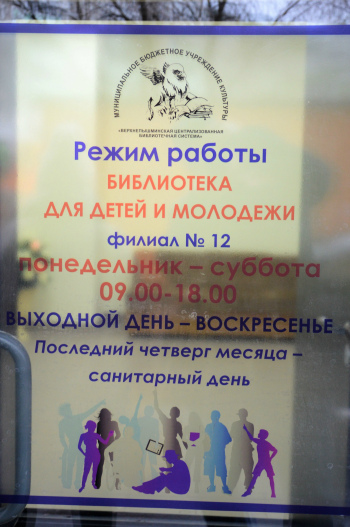 МУНИЦИПАЛЬНОЕ БЮДЖЕТНОЕ УЧРЕЖДЕНИЕ КУЛЬТУРЫ
«ВЕРХНЕПЫШМИНСКАЯ ЦЕНТРАЛИЗОВАННАЯ
БИБЛИОТЕЧНАЯ СИСТЕМА»
Режим работы
БИБЛИОТЕКА
ДЛЯ ДЕТЕЙ И МОЛОДЕЖИ
филиал № 12
понедельник – суббота
09.00-18.00
ВЫХОДНОЙ ДЕНЬ – ВОСКРЕСЕНЬЕ
Последний четверг месяца –
санитарный день